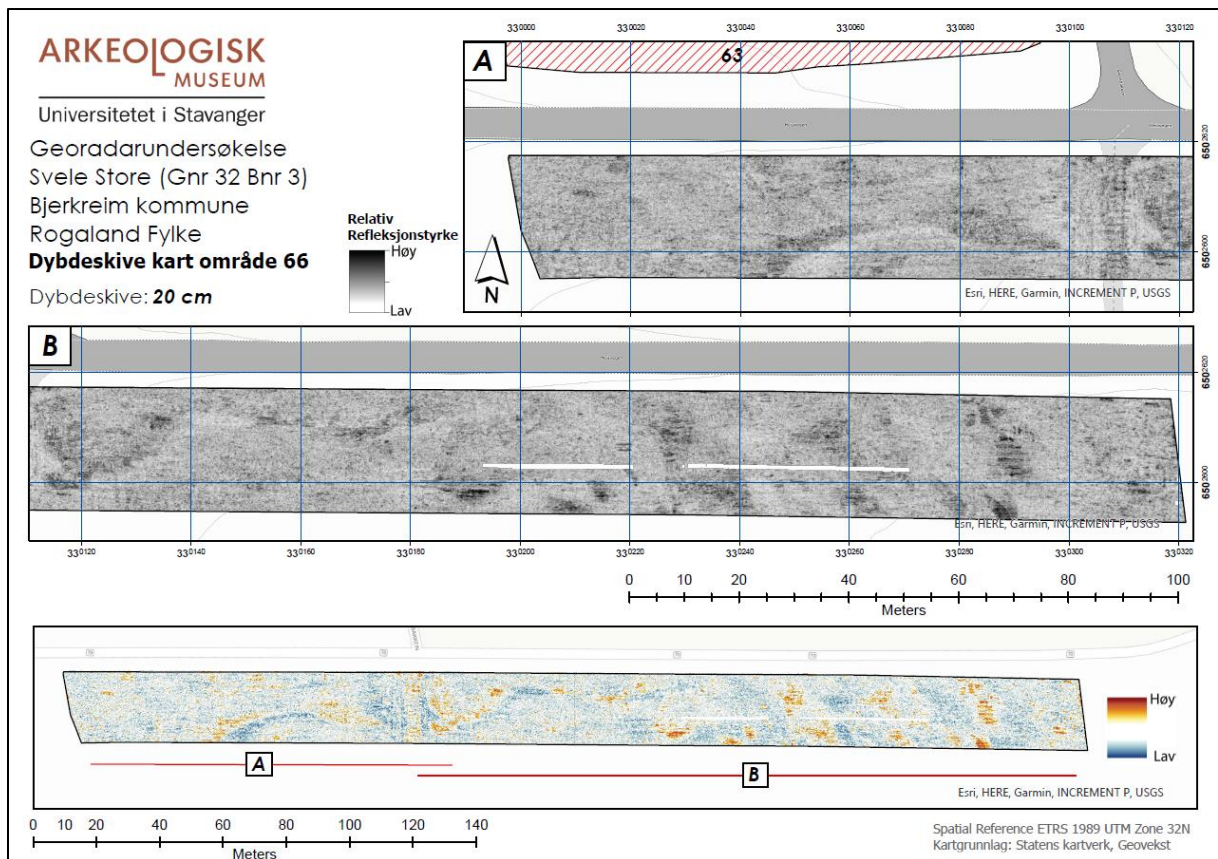 ARKEOLOGISK
MUSEUM
Universitetet i Stavanger
Georadarundersøkelse
Svele Store (Gnr 32 Bnr 3)
Bjerkreim kommune
Rogaland Fylke
Dybdeskive kart område 66
Dybdeskive: 20 cm
Relativ
Refleksjonstyrke
Høy
Lav
330000 330020 330040 330060 330080 330100 330120
A
63
6502620
6502600
N
Esri, HERE, Garmin, INCREMENT P, USGS
B
6502620
6502600
Esri, HERE, Garmin, INCREMENT P, USGS
330120 330140 330160 330180 330200 330220 330240 330260 330280 330300 330320
0 10 20 40 60 80 100
Meters
Høy
Lav
A
B
Esri, HERE, Garmin, INCREMENT P, USGS
0 10 20 40 60 80 100 120 140
Meters
Spatial Reference ETRS 1989 UTM Zone 32N
Kartgrunnlag: Statens kartverk, Geovekst